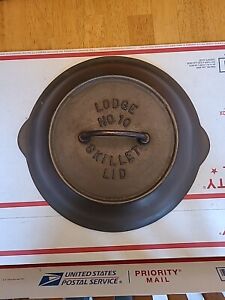 LODGE
NO. 10
SKILLET
LID
UNITED STATES
POSTAL SERVICE
PRIORITY
MAIL